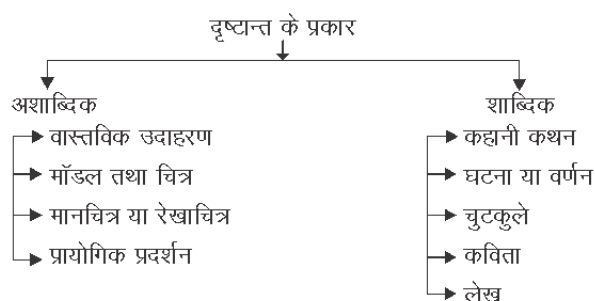 दृष्टान्त के प्रकार
अशाब्दिक
वास्तविक उदाहरण
मॉडल तथा चित्र
मानचित्र या रेखाचित्र
प्रायोगिक प्रदर्शन
शाब्दिक
कहानी कथन
घटना या वर्णन
चुटकुले
कविता
लेख